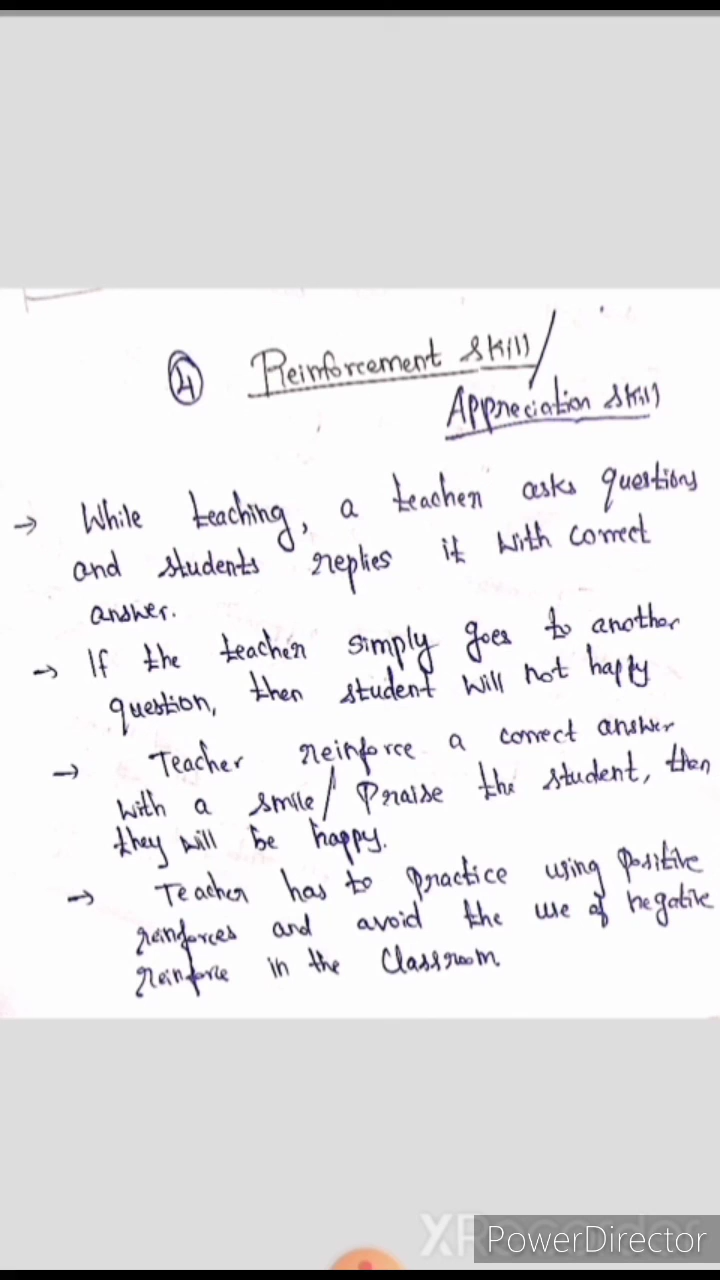 4 Reinforcement skill/
Appreciation skill
→ While teaching, a teacher asks questions
and students replies it with correct
answer.
→ If the teacher simply goes to another
question, then student will not happy
→ Teacher reinforce a correct answer
with a smile/ Praise the student, then
they will be happy.
→ Teacher has to practice using positive
reinforces and avoid the use of negative
reinforce in the classroom
PowerDirector